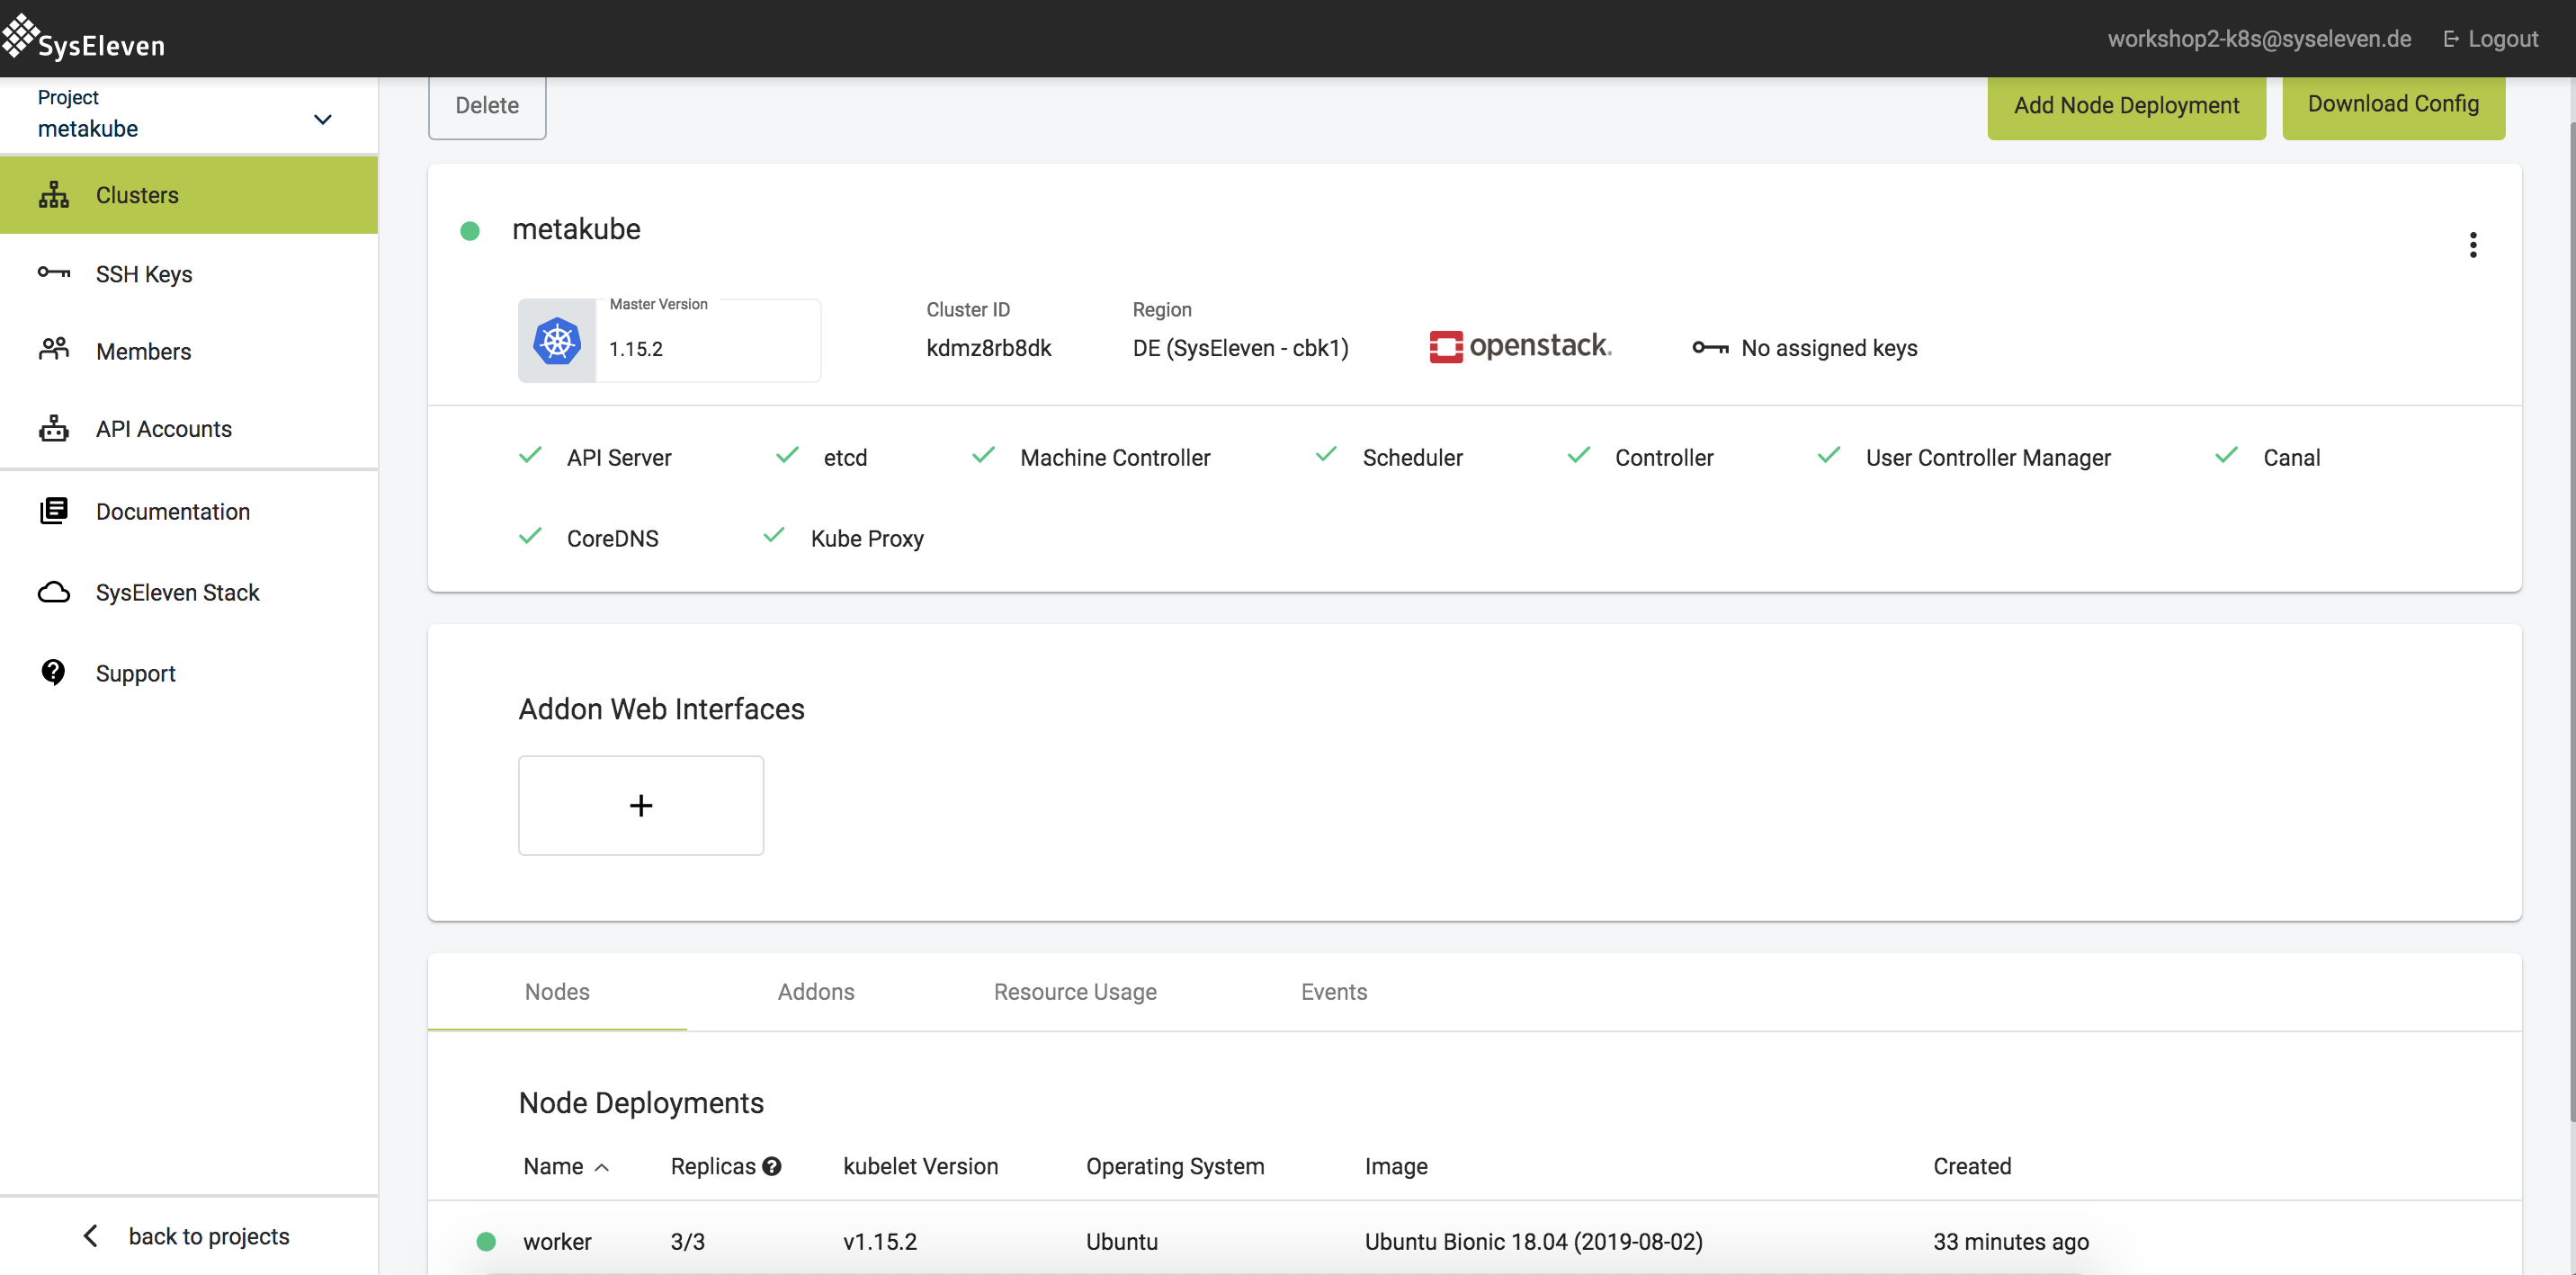 SysEleven
workshop2-k8s@syseleven.de Logout
Project
metakube
Clusters
SSH Keys
Members
API Accounts
Documentation
SysEleven Stack
Support
back to projects
Delete
Add Node Deployment
Download Config
metakube
Master Version
1.15.2
Cluster ID
kdmz8rb8dk
Region
DE (SysEleven - cbk1)
openstack.
No assigned keys
API Server etcd Machine Controller Scheduler Controller User Controller Manager Canal
CoreDNS Kube Proxy
Addon Web Interfaces
+
Nodes Addons Resource Usage Events
Node Deployments
Name Replicas ? kubelet Version Operating System Image Created
worker 3/3 v1.15.2 Ubuntu Ubuntu Bionic 18.04 (2019-08-02) 33 minutes ago